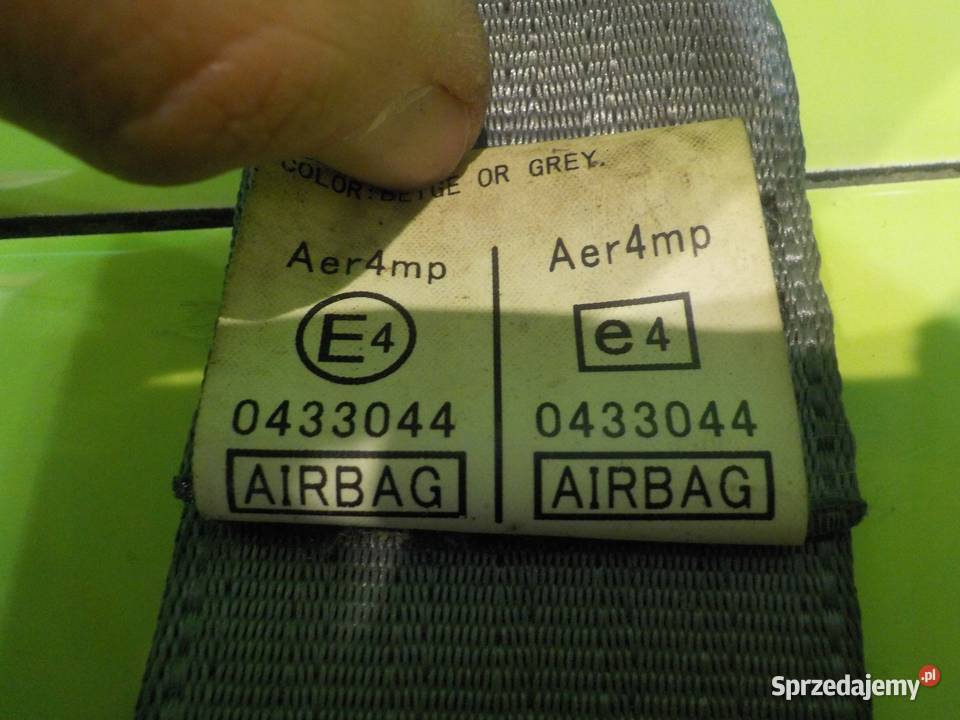 COLOR:BEIGE OR GREY.
Aer4mp
E4
0433044
AIRBAG
Aer4mp
e4
0433044
AIRBAG
Sprzedajemy.pl